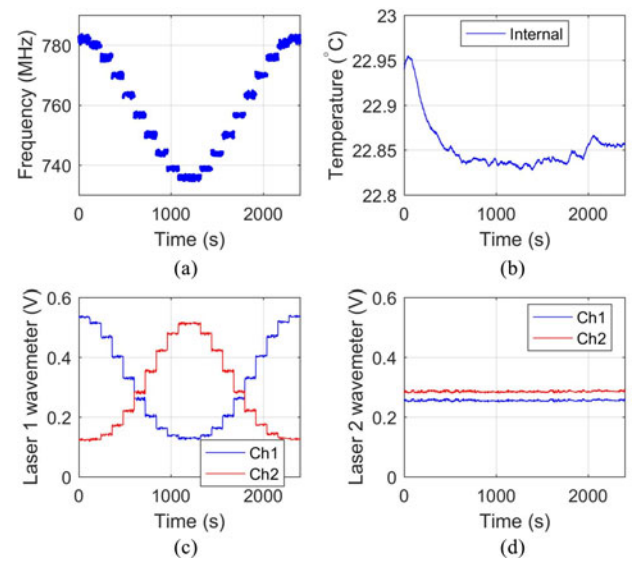 Frequency (MHz)
780
760
740
0
1000
2000
Time (s)
(a)
Temperature (°C)
23
22.95
22.9
22.85
22.8
Internal
0
1000
2000
Time (s)
(b)
Laser 1 wavemeter (V)
0.6
0.4
0.2
0
Ch1
Ch2
0
1000
2000
Time (s)
(c)
Laser 2 wavemeter (V)
0.6
0.4
0.2
0
Ch1
Ch2
0
1000
2000
Time (s)
(d)